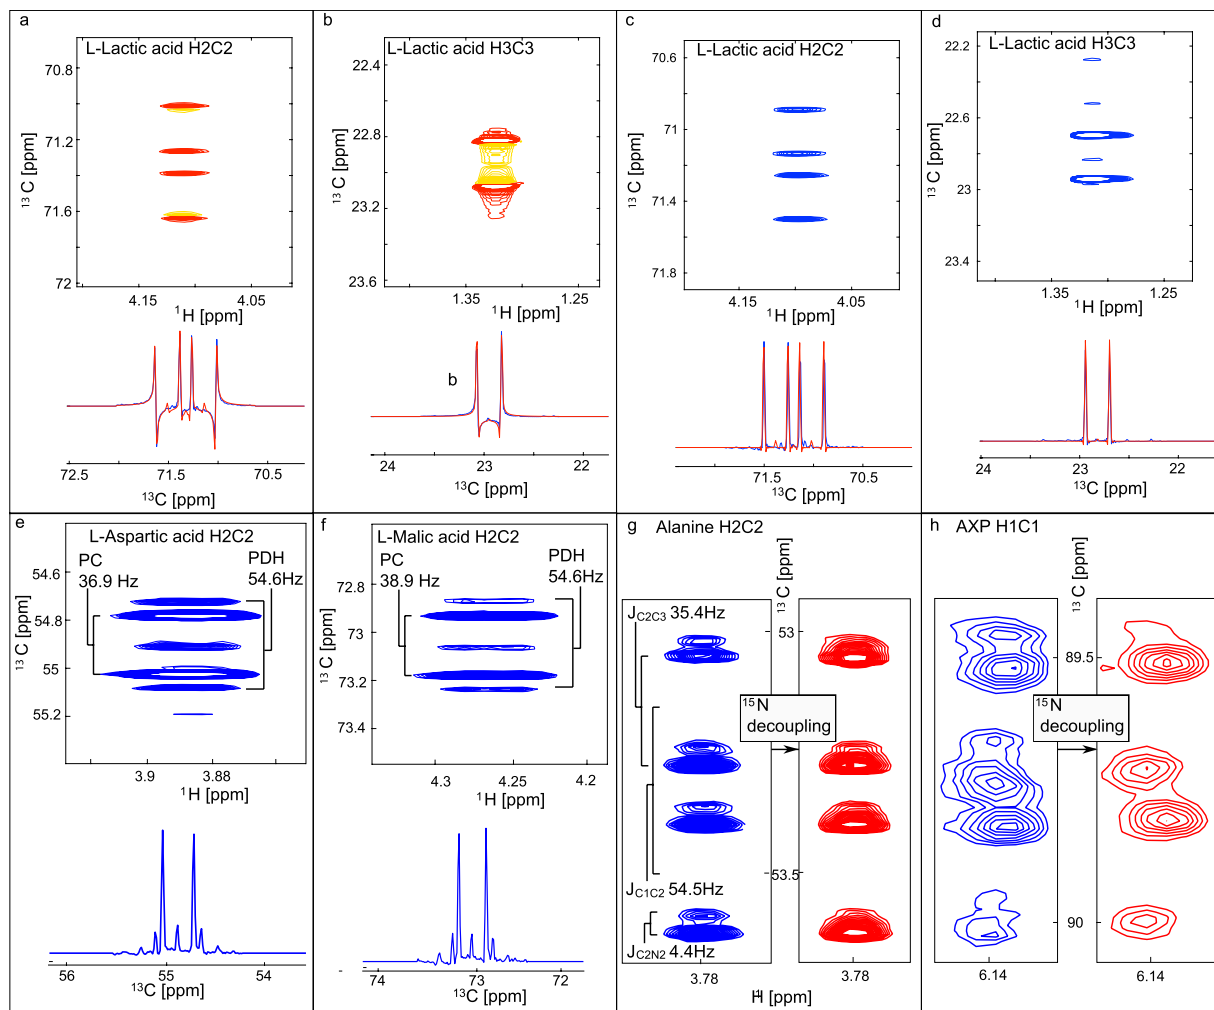 a
L-Lactic acid H2C2
70.8
71.2
71.6
72
13 C [ppm]
4.15
4.05
1H [ppm]
72.5
71.5
70.5
13C [ppm]
b
L-Lactic acid H3C3
22.4
22.8
23.2
23.6
13 C [ppm]
1.35
1.25
1H [ppm]
b
24
23
22
13C [ppm]
c
L-Lactic acid H2C2
70.6
71
71.4
71.8
13 C [ppm]
4.15
4.05
1H [ppm]
71.5
70.5
13C [ppm]
d
L-Lactic acid H3C3
22.2
22.6
23
23.4
13 C [ppm]
1.35
1.25
1H [ppm]
24
23
22
13C [ppm]
e
L-Aspartic acid H2C2
PC
36.9 Hz
PDH
54.6Hz
54.6
54.8
55
55.2
13 C [ppm]
3.9
3.88
1H [ppm]
56
55
54
13C [ppm]
f
L-Malic acid H2C2
PC
38.9 Hz
PDH
54.6Hz
72.8
73
73.2
73.4
13 C [ppm]
4.3
4.25
4.2
1H [ppm]
74
73
72
13C [ppm]
g
Alanine H2C2
13 C [ppm]
JC2C3 35.4Hz
53
15N
decoupling
53.5
JC1C2 54.5Hz
JC2N2 4.4Hz
3.78
3.78
1H [ppm]
h
AXP H1C1
13 C [ppm]
89.5
15N
decoupling
90
6.14
6.14